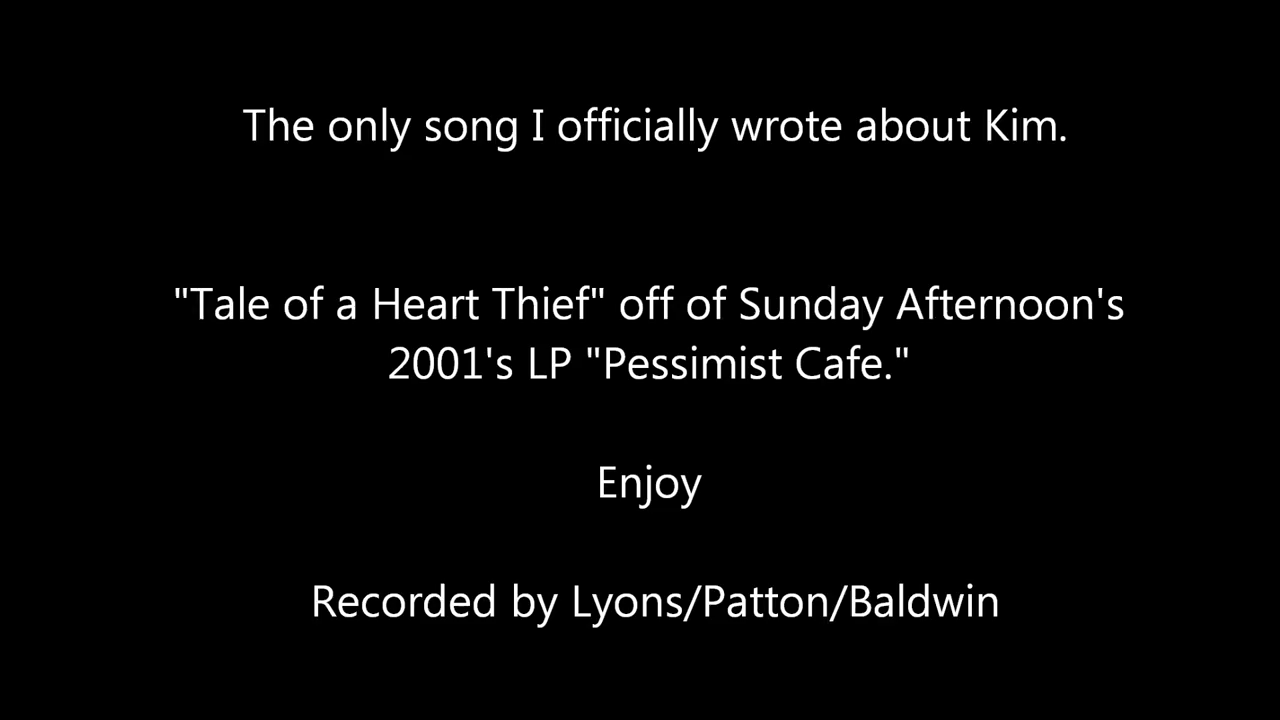 The only song I officially wrote about Kim.
"Tale of a Heart Thief" off of Sunday Afternoon's
2001's LP "Pessimist Cafe."
Enjoy
Recorded by Lyons/Patton/Baldwin